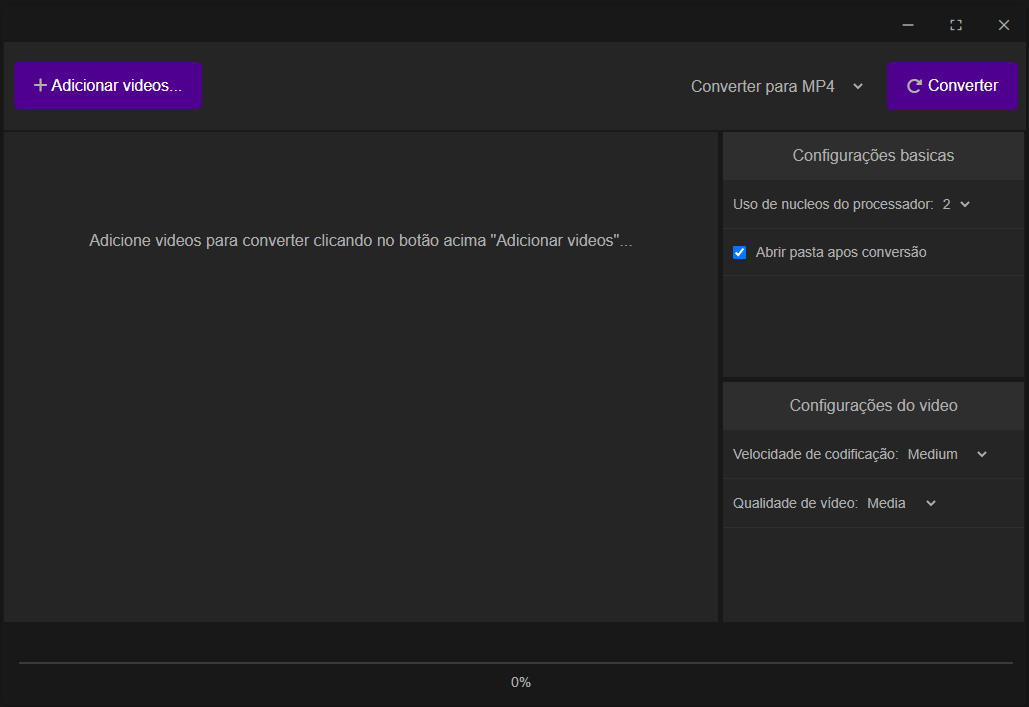 Adicionar videos...
Converter para MP4
Converter
Adicione videos para converter clicando no botão acima "Adicionar videos"...
Configurações basicas
Uso de nucleos do processador: 2
Abrir pasta apos conversão
Configurações do video
Velocidade de codificação: Medium
Qualidade de vídeo: Media
0%